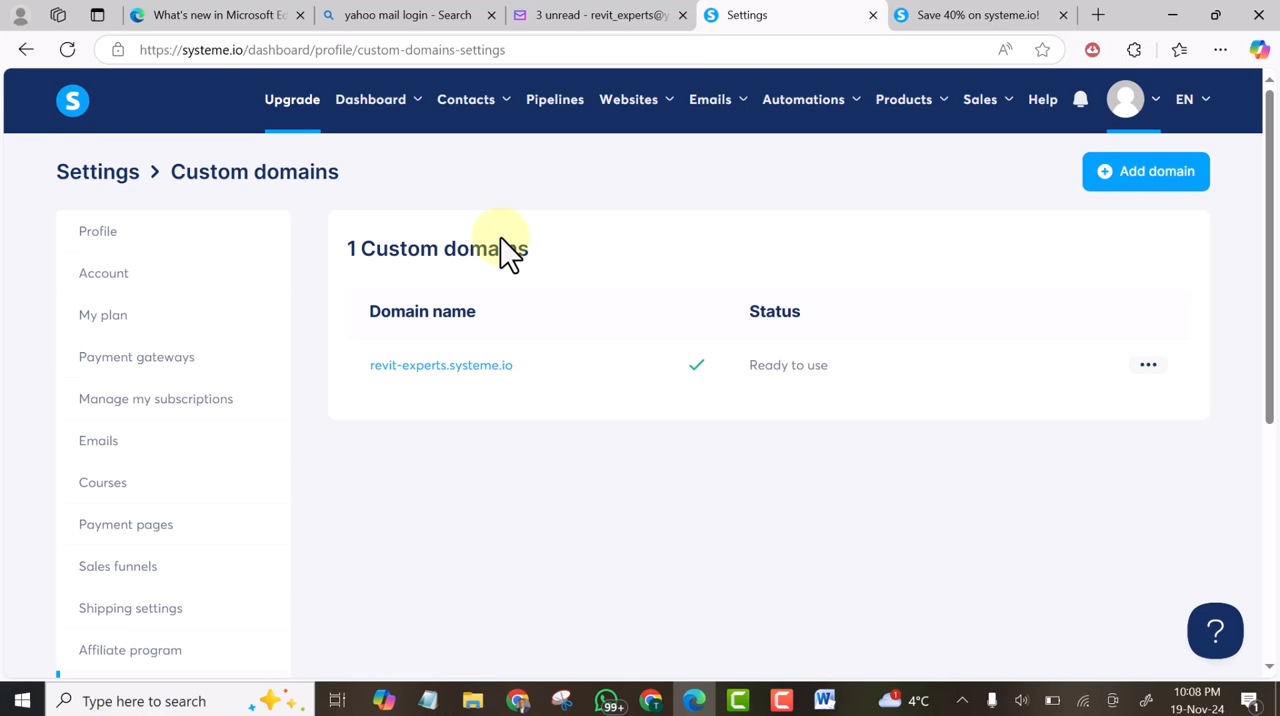 What's new in Microsoft Ec
yahoo mail login - Search
3 unread - revit_experts@y
Settings
Save 40% on systeme.io!
https://systeme.io/dashboard/profile/custom-domains-settings
S
Upgrade
Dashboard
Contacts
Pipelines
Websites
Emails
Automations
Products
Sales
Help
EN
Settings > Custom domains
Add domain
Profile
Account
My plan
Payment gateways
Manage my subscriptions
Emails
Courses
Payment pages
Sales funnels
Shipping settings
Affiliate program
1 Custom domains
Domain name Status
revit-experts.systeme.io Ready to use
?
Type here to search
99+
1
4°C
10:08 PM
19-Nov-24
1